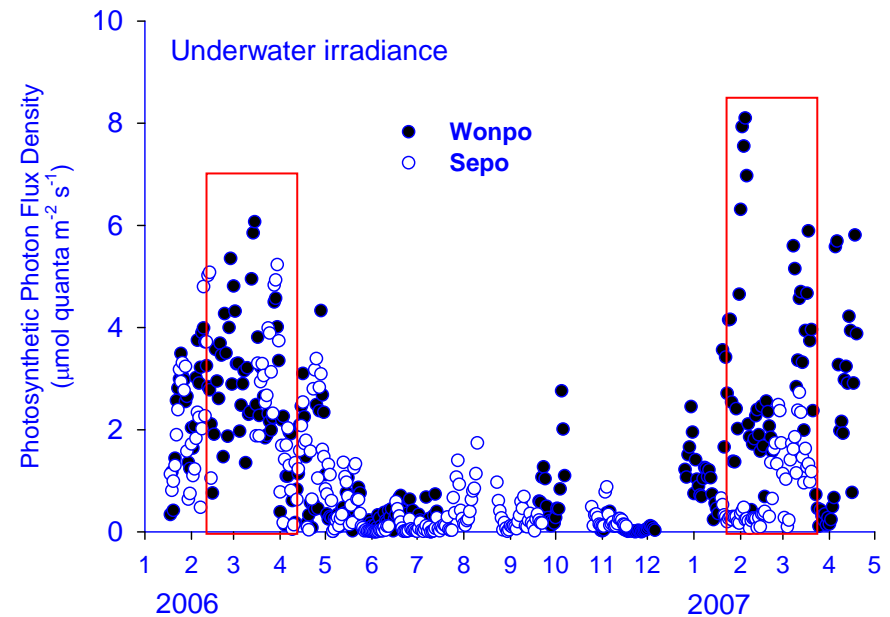 Underwater irradiance
Wonpo
Sepo
Photosynthetic Photon Flux Density
(μmol quanta m-2 s-1)
10
8
6
4
2
0
1 2 3 4 5 6 7 8 9 10 11 12 1 2 3 4 5
2006 2007